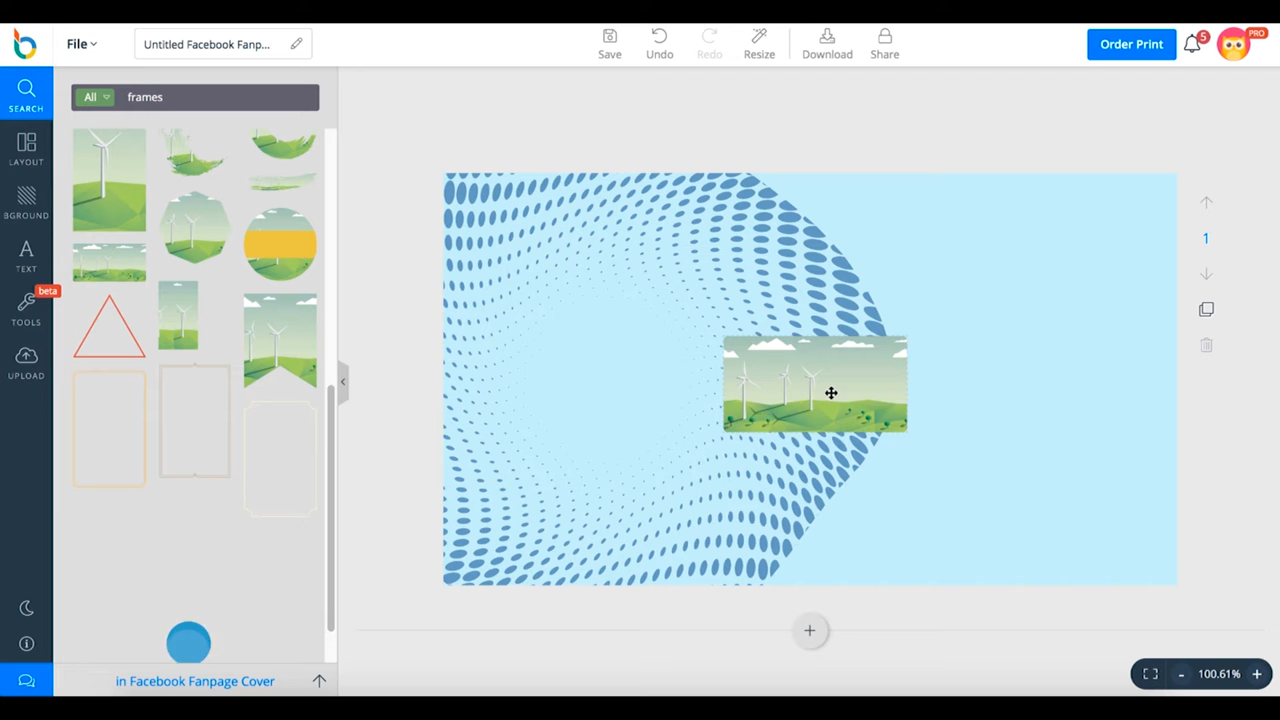 File
Untitled Facebook Fanp...
Save
Undo
Redo
Resize
Download
Share
Order Print
5
PRO
SEARCH
LAYOUT
BGROUND
TEXT
beta
TOOLS
UPLOAD
All
frames
1
in Facebook Fanpage Cover
- 100.61% +